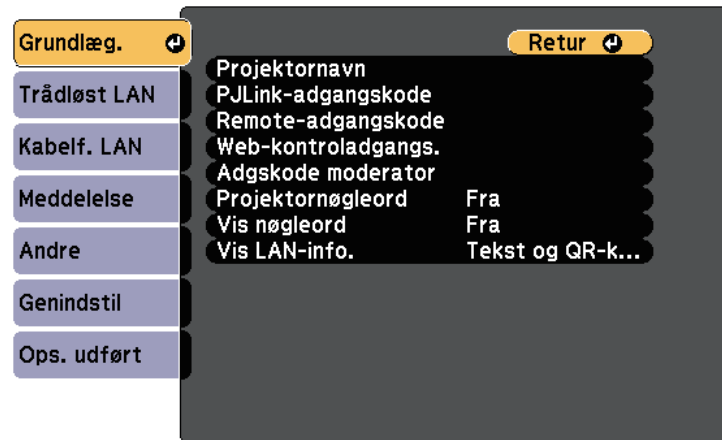 Grundlæg.
Trådløst LAN
Kabelf. LAN
Meddelelse
Andre
Genindstil
Ops. udført
Retur
Projektornavn
PJLink-adgangskode
Remote-adgangskode
Web-kontroladgangs.
Adgskode moderator
Projektornøgleord Fra
Vis nøgleord Fra
Vis LAN-info. Tekst og QR-k...